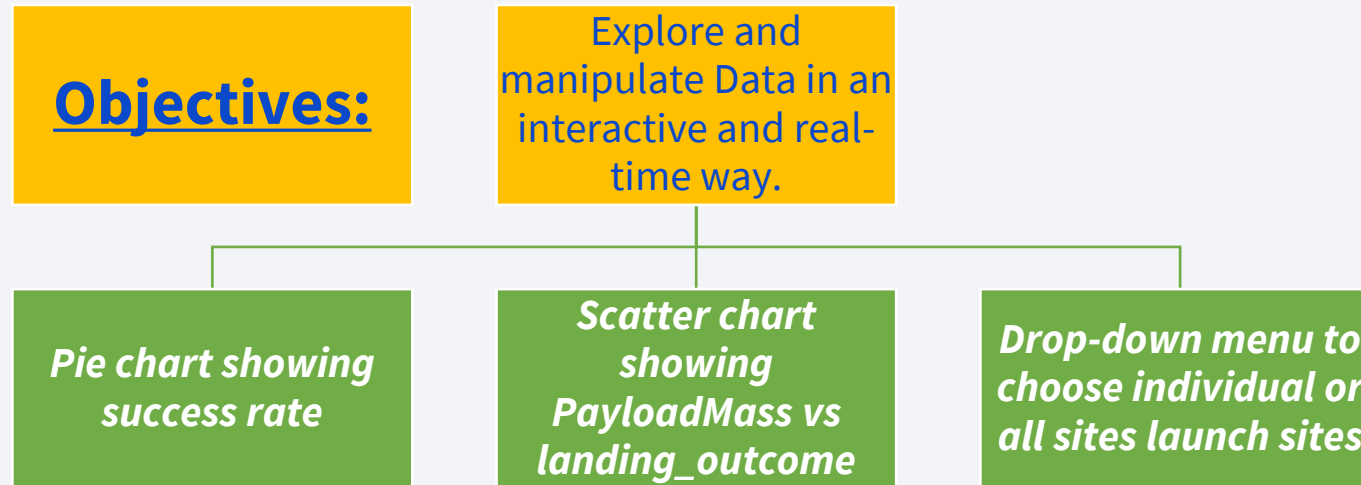 Objectives:
Explore and
manipulate Data in an
interactive and real-
time way.
Pie chart showing
success rate
Scatter chart
showing
PayloadMass vs
landing_outcome
Drop-down menu to
choose individual or
all sites launch sites